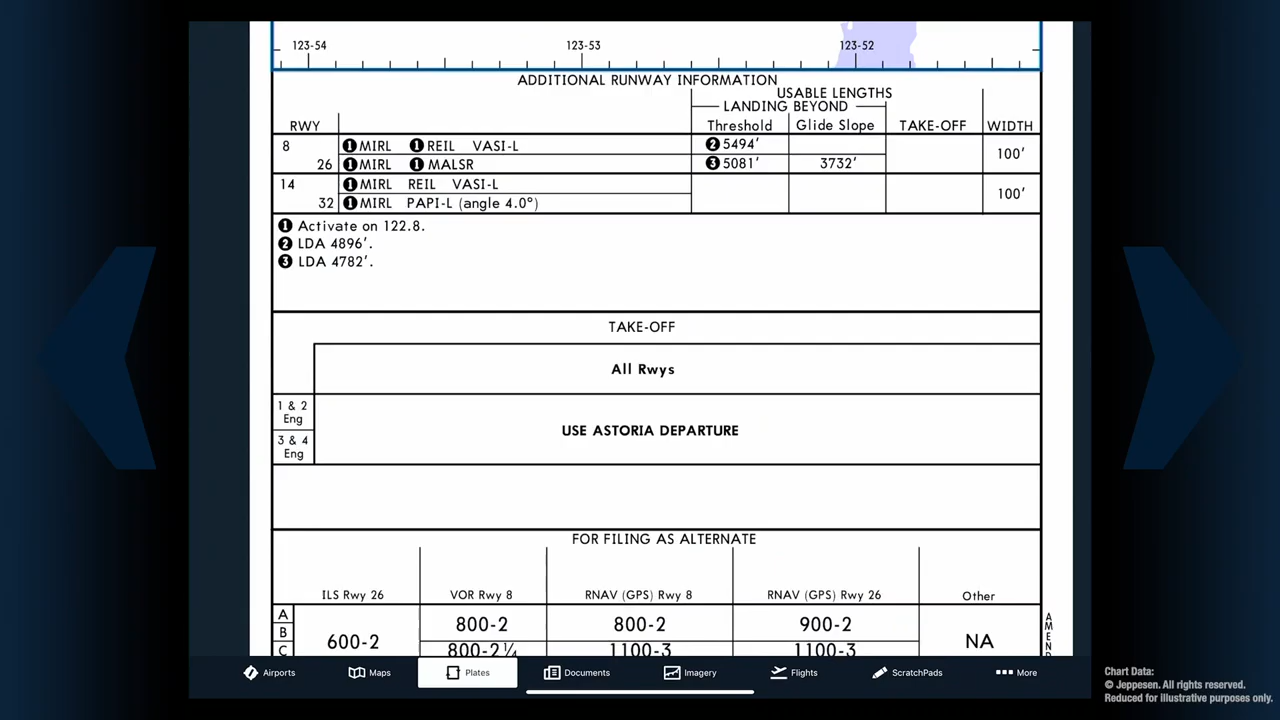 123-54 123-53 123-52
ADDITIONAL RUNWAY INFORMATION
USABLE LENGTHS
LANDING BEYOND
RWY Threshold Glide Slope TAKE-OFF WIDTH
8 ❶MIRL ❶REIL VASI-L ❷5494' 100'
26 ❶MIRL ❶MALSR ❸5081' 3732'
14 ❶MIRL REIL VASI-L 100'
32 ❶MIRL PAPI-L (angle 4.0°)
❶ Activate on 122.8.
❷ LDA 4896'.
❸ LDA 4782'.
TAKE-OFF
All Rwys
1 & 2
Eng
3 & 4
Eng
USE ASTORIA DEPARTURE
FOR FILING AS ALTERNATE
ILS Rwy 26 VOR Rwy 8 RNAV (GPS) Rwy 8 RNAV (GPS) Rwy 26 Other
A
B
C
600-2
800-2 800-2 900-2
800-2¼ 1100-3 1100-3
NA
AMEND
Airports Maps Plates Documents Imagery Flights ScratchPads More
Chart Data:
© Jeppesen. All rights reserved.
Reduced for illustrative purposes only.